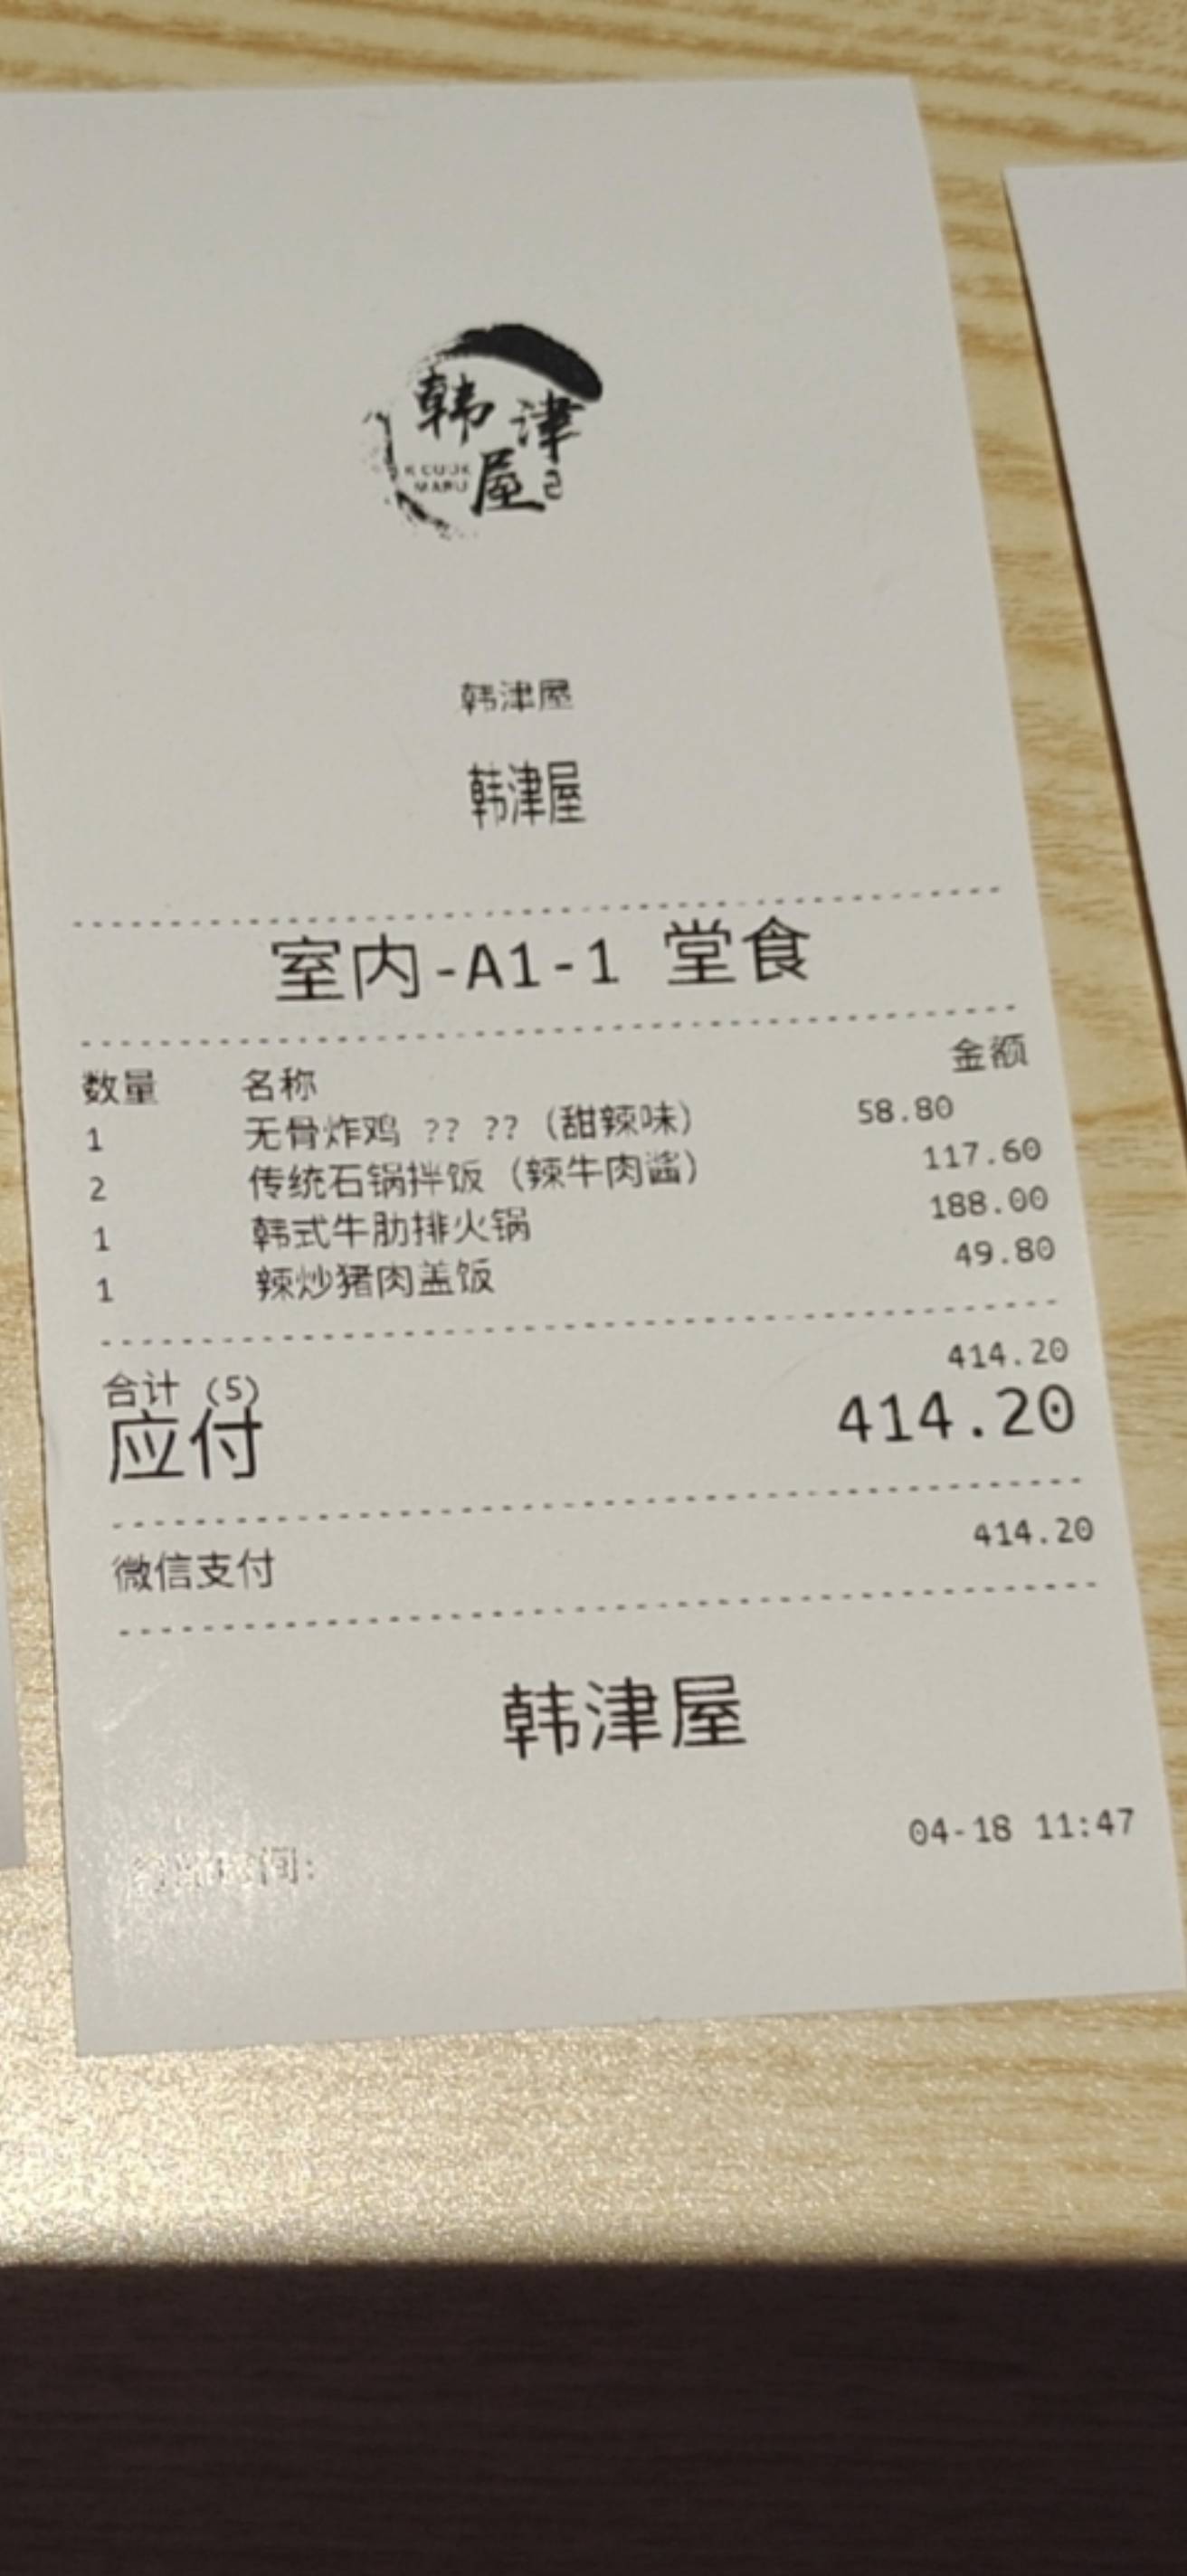 韩津
K COOK 屋2
MARU
韩津屋
韩津屋
室内-A1-1 堂食
数量 名称 金额
1 无骨炸鸡 ?? ?? (甜辣味) 58.80
2 传统石锅拌饭 (辣牛肉酱) 117.60
1 韩式牛肋排火锅 188.00
1 辣炒猪肉盖饭 49.80
合计 (5) 414.20
应付 414.20
微信支付 414.20
韩津屋
时间: 04-18 11:47